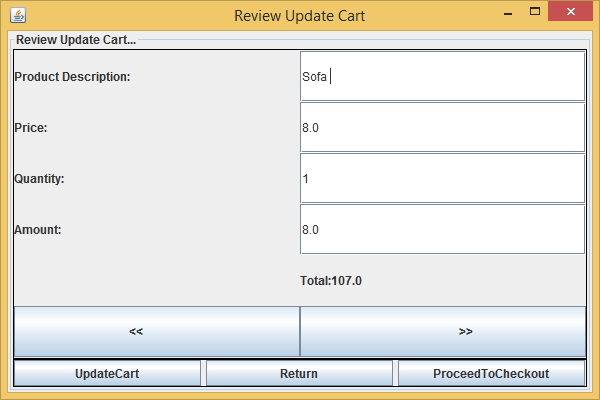 Review Update Cart
Review Update Cart...
Product Description: Sofa
Price: 8.0
Quantity: 1
Amount: 8.0
Total:107.0
<< >>
UpdateCart Return ProceedToCheckout